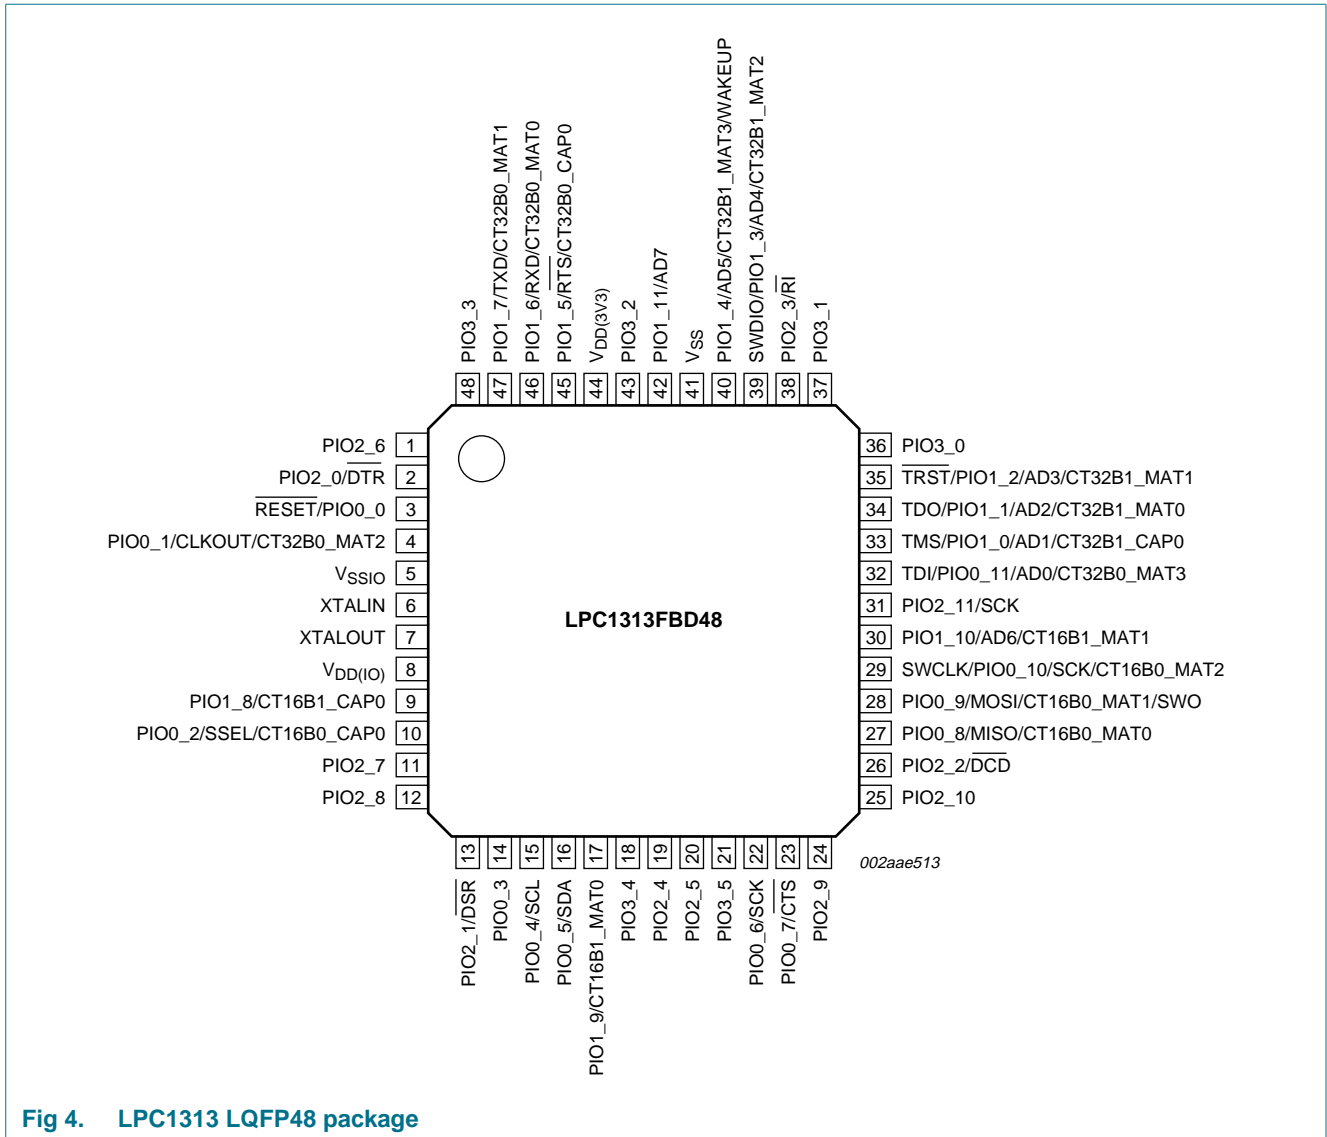 PIO3_3
PIO1_7/TXD/CT32B0_MAT1
PIO1_6/RXD/CT32B0_MAT0
PIO1_5/RTS/CT32B0_CAP0
VDD(3V3)
PIO3_2
PIO1_11/AD7
VSS
PIO1_4/AD5/CT32B1_MAT3/WAKEUP
SWDIO/PIO1_3/AD4/CT32B1_MAT2
PIO2_3/RI
PIO3_1
48
47
46
45
44
43
42
41
40
39
38
37
PIO2_6 1
PIO2_0/DTR 2
RESET/PIO0_0 3
PIO0_1/CLKOUT/CT32B0_MAT2 4
VSSIO 5
XTALIN 6
XTALOUT 7
VDD(IO) 8
PIO1_8/CT16B1_CAP0 9
PIO0_2/SSEL/CT16B0_CAP0 10
PIO2_7 11
PIO2_8 12
LPC1313FBD48
36 PIO3_0
35 TRST/PIO1_2/AD3/CT32B1_MAT1
34 TDO/PIO1_1/AD2/CT32B1_MAT0
33 TMS/PIO1_0/AD1/CT32B1_CAP0
32 TDI/PIO0_11/AD0/CT32B0_MAT3
31 PIO2_11/SCK
30 PIO1_10/AD6/CT16B1_MAT1
29 SWCLK/PIO0_10/SCK/CT16B0_MAT2
28 PIO0_9/MOSI/CT16B0_MAT1/SWO
27 PIO0_8/MISO/CT16B0_MAT0
26 PIO2_2/DCD
25 PIO2_10
13
14
15
16
17
18
19
20
21
22
23
24
PIO2_1/DSR
PIO0_3
PIO0_4/SCL
PIO0_5/SDA
PIO1_9/CT16B1_MAT0
PIO3_4
PIO2_4
PIO2_5
PIO3_5
PIO0_6/SCK
PIO0_7/CTS
PIO2_9
002aae513
Fig 4. LPC1313 LQFP48 package